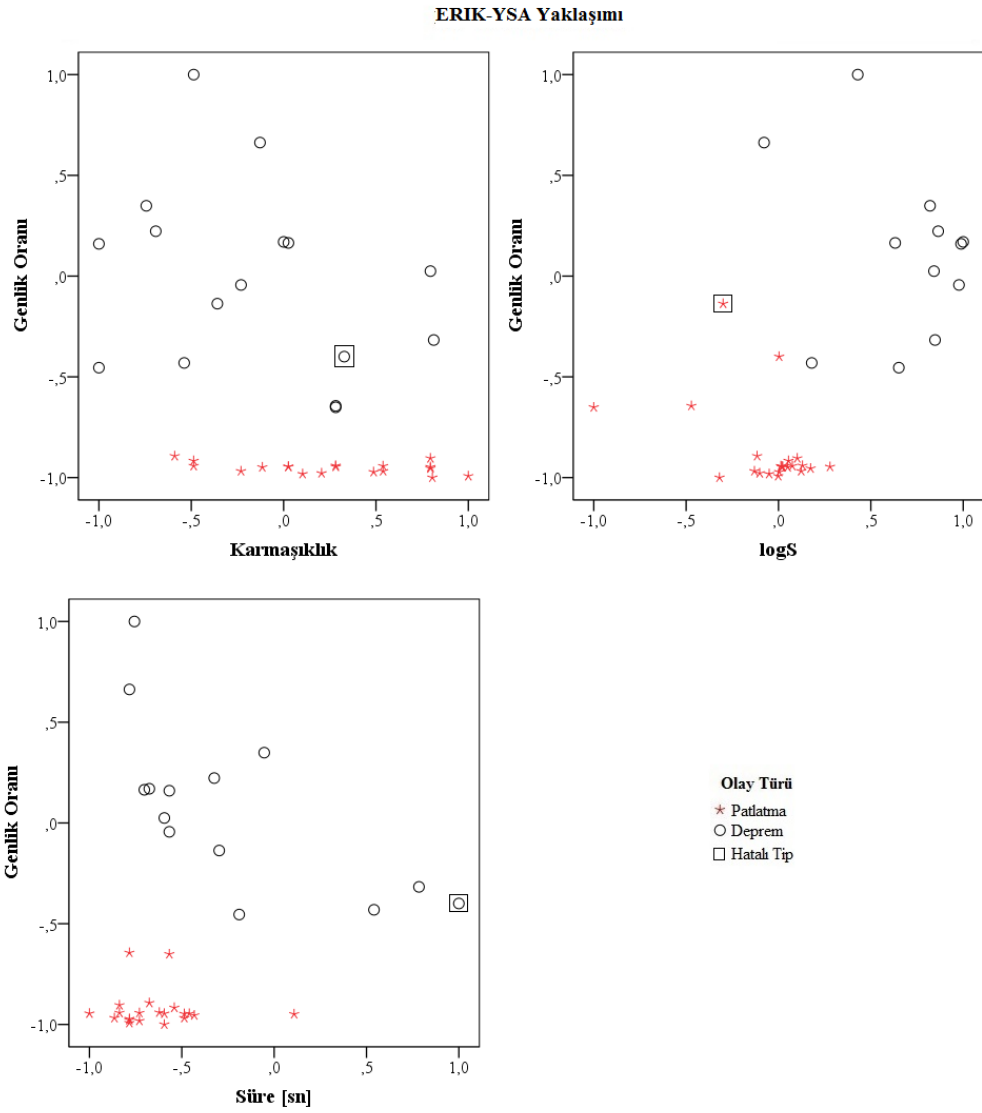 ERIK-YSA Yaklaşımı
Genlik Oranı
1,0
,5
,0
-,5
-1,0
-1,0 -,5 ,0 ,5 1,0
Karmaşıklık
Genlik Oranı
1,0
,5
,0
-,5
-1,0
-1,0 -,5 ,0 ,5 1,0
logS
Genlik Oranı
1,0
,5
,0
-,5
-1,0
-1,0 -,5 ,0 ,5 1,0
Süre [sn]
Olay Türü
Patlatma
Deprem
Hatalı Tip